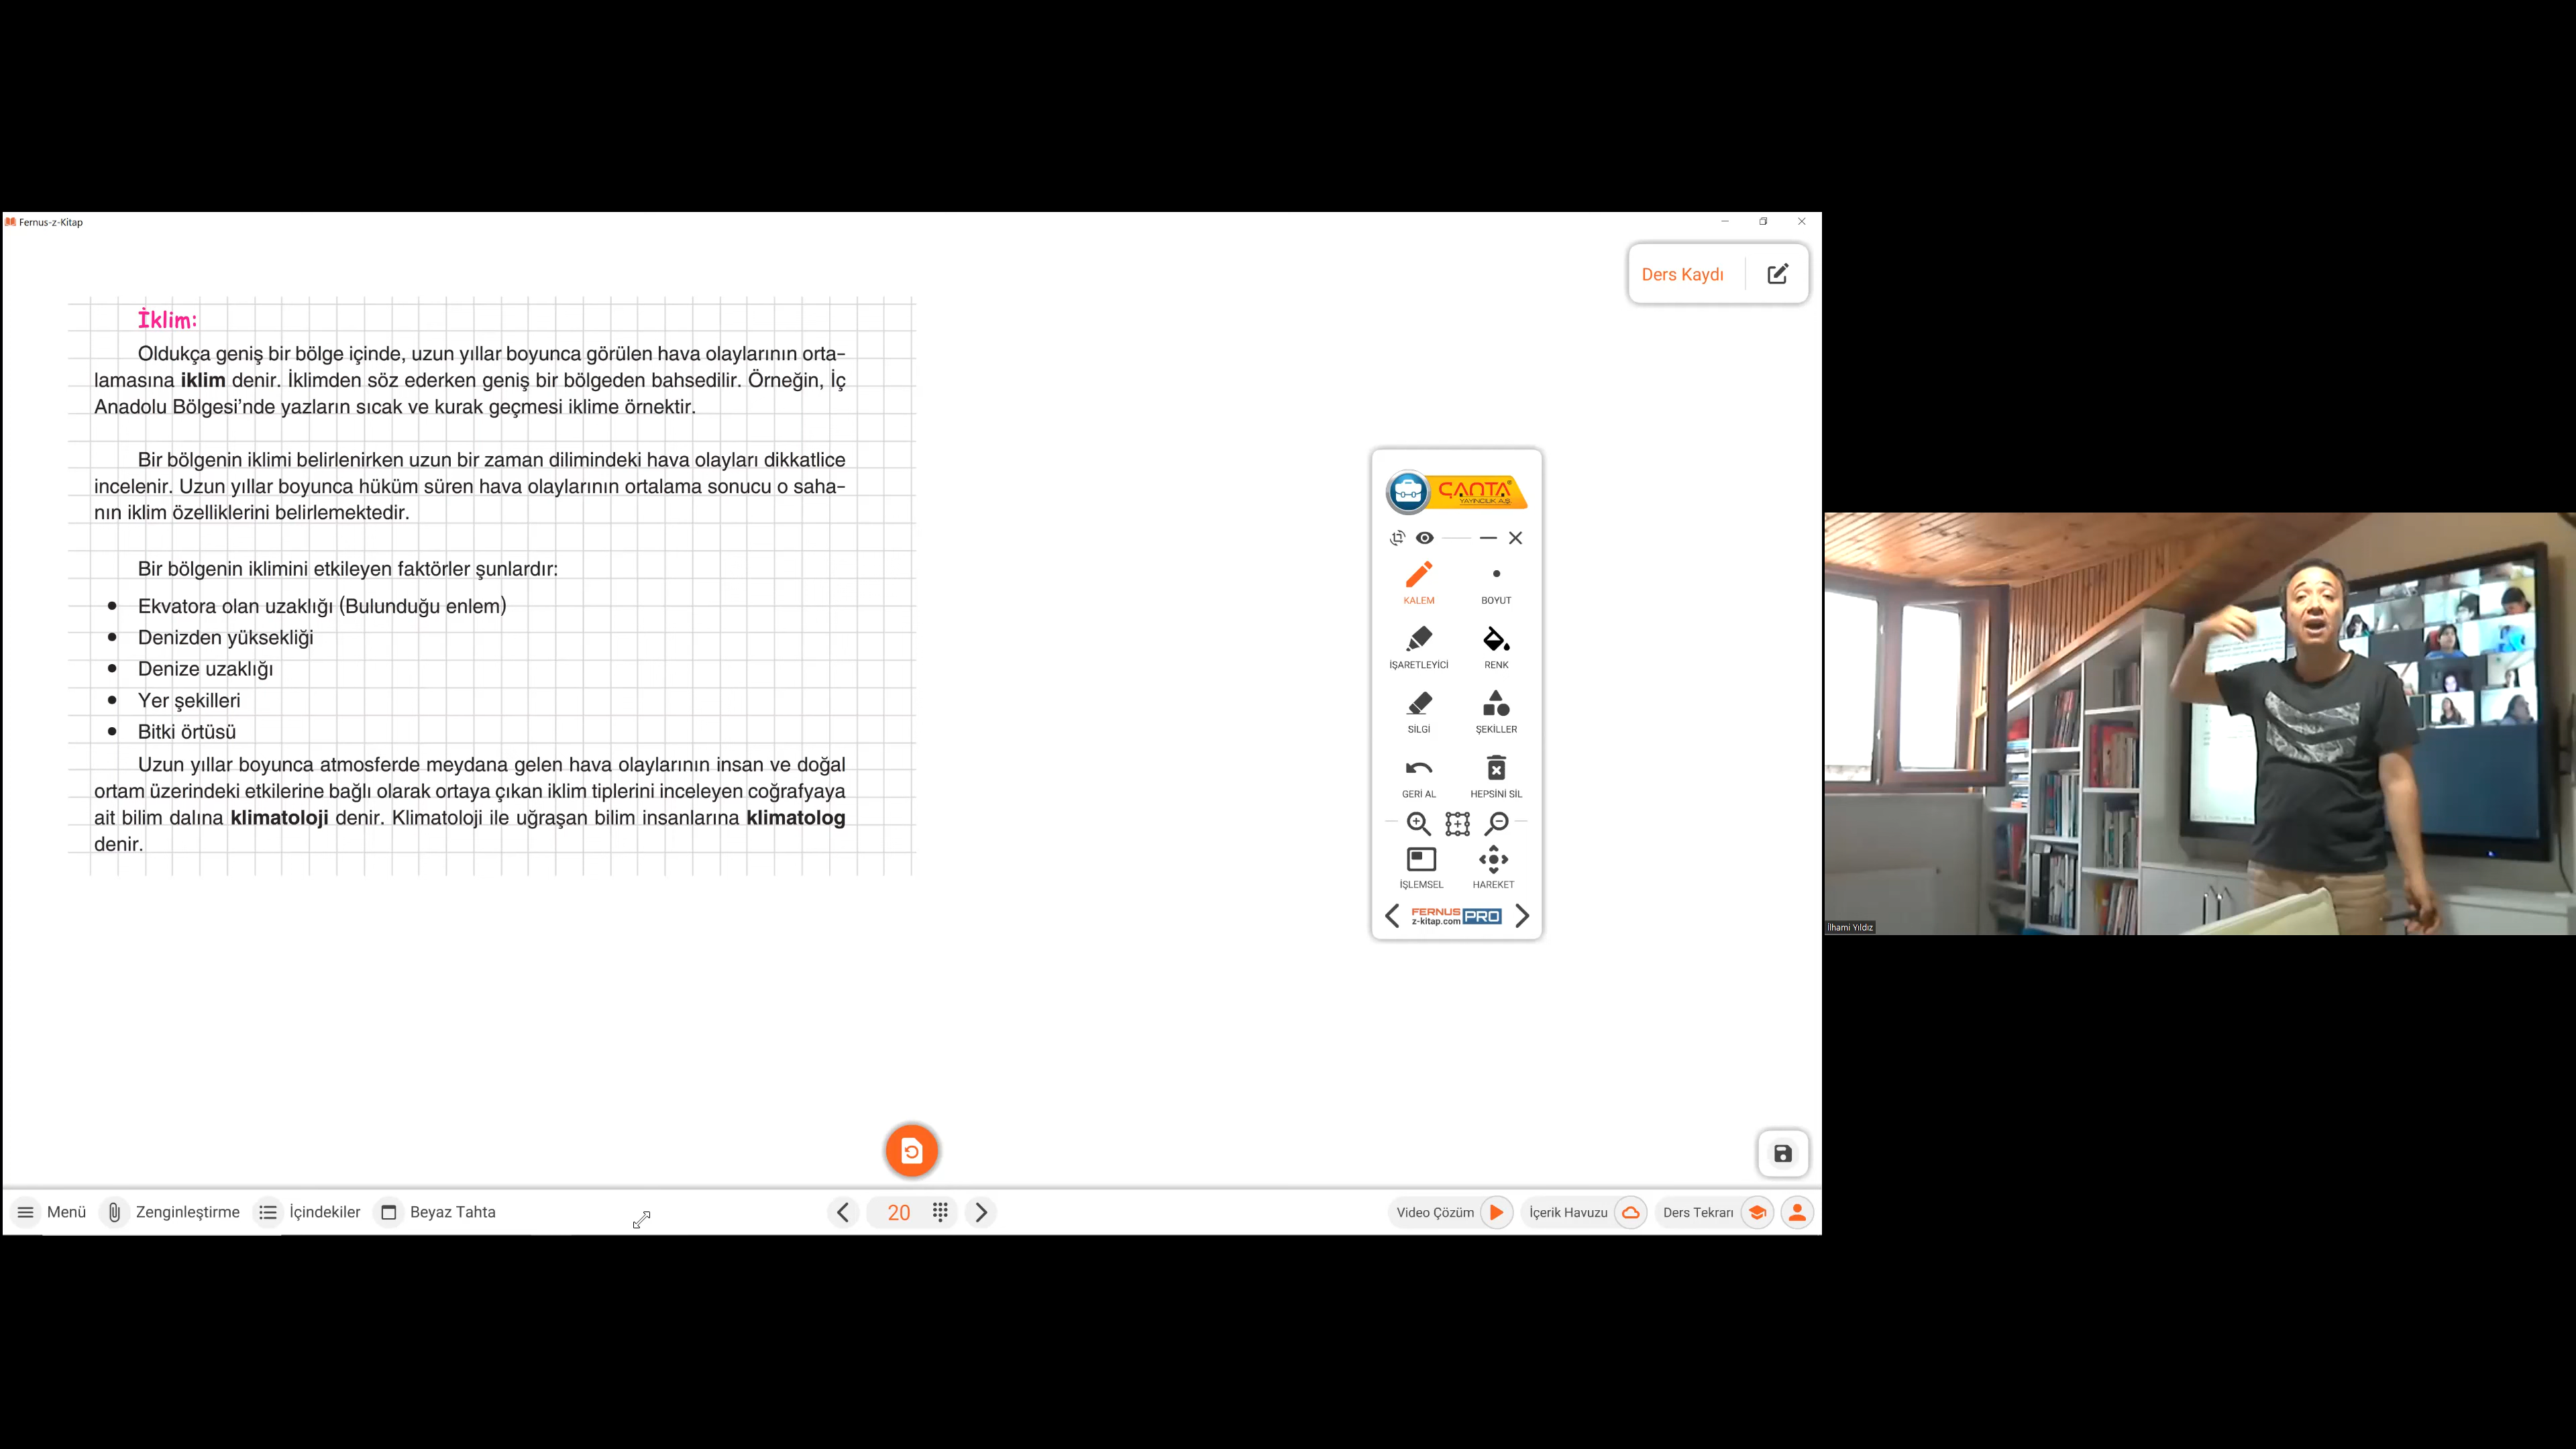 Fernus-z-Kitap
Ders Kaydı
İklim:
Oldukça geniş bir bölge içinde, uzun yıllar boyunca görülen hava olaylarının orta-
lamasına iklim denir. İklimden söz ederken geniş bir bölgeden bahsedilir. Örneğin, İç
Anadolu Bölgesi'nde yazların sıcak ve kurak geçmesi iklime örnektir.
Bir bölgenin iklimi belirlenirken uzun bir zaman dilimindeki hava olayları dikkatlice
incelenir. Uzun yıllar boyunca hüküm süren hava olaylarının ortalama sonucu o saha-
nın iklim özelliklerini belirlemektedir.
Bir bölgenin iklimini etkileyen faktörler şunlardır:
• Ekvatora olan uzaklığı (Bulunduğu enlem)
• Denizden yüksekliği
• Denize uzaklığı
• Yer şekilleri
• Bitki örtüsü
Uzun yıllar boyunca atmosferde meydana gelen hava olaylarının insan ve doğal
ortam üzerindeki etkilerine bağlı olarak ortaya çıkan iklim tiplerini inceleyen coğrafyaya
ait bilim dalına klimatoloji denir. Klimatoloji ile uğraşan bilim insanlarına klimatolog
denir.
ÇANTA
YAYINCILIK A.Ş.
KALEM BOYUT
İŞARETLEYİCİ RENK
SİLGİ ŞEKİLLER
GERİ AL HEPSİNİ SİL
İŞLEMSEL HAREKET
FERNUS PRO
z-kitap.com
İlhami Yıldız
Menü Zenginleştirme İçindekiler Beyaz Tahta 20 Video Çözüm İçerik Havuzu Ders Tekrarı